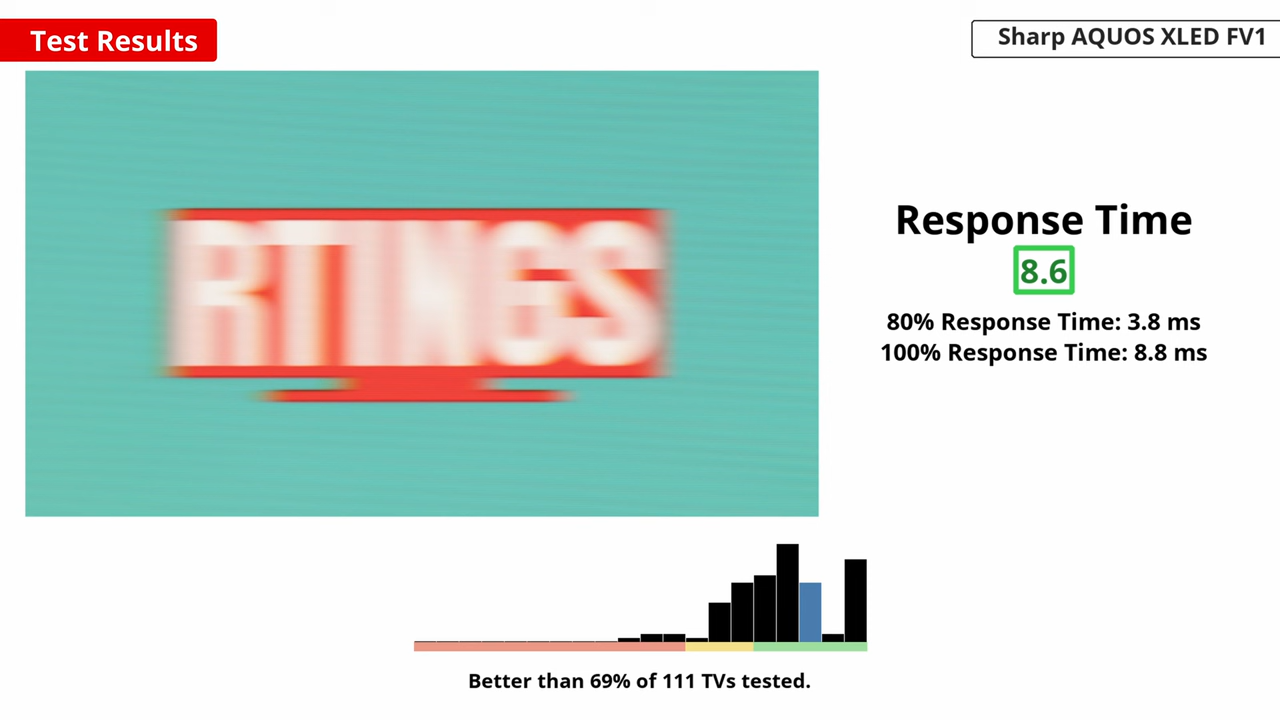 Test Results
Sharp AQUOS XLED FV1
RTINGS
Response Time
8.6
80% Response Time: 3.8 ms
100% Response Time: 8.8 ms
Better than 69% of 111 TVs tested.